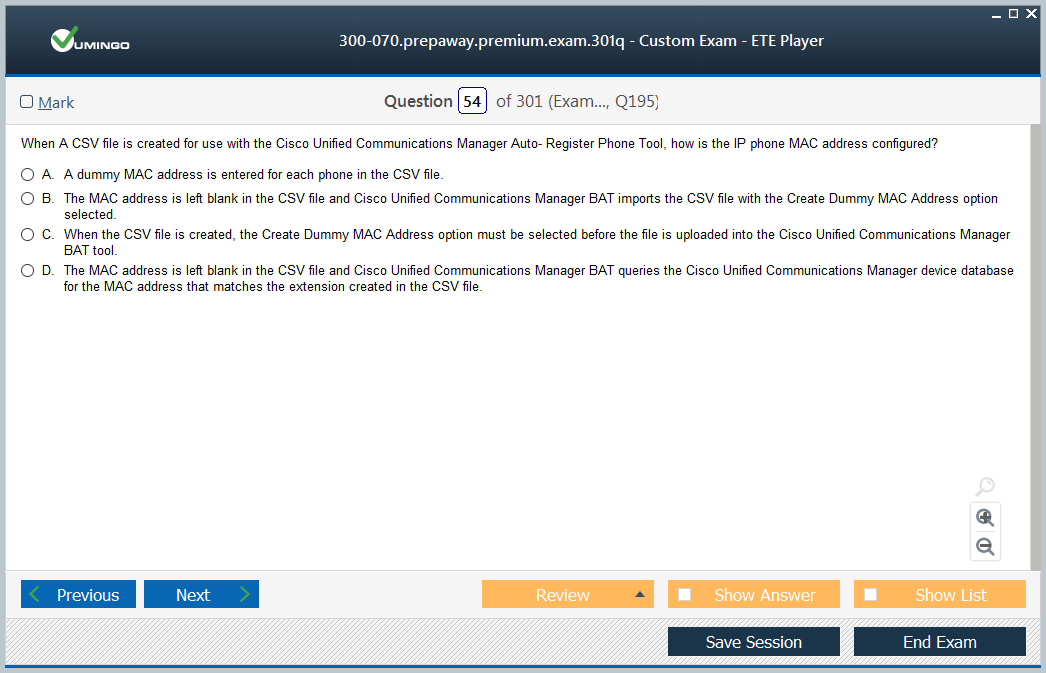 VUMINGO
300-070.prepaway.premium.exam.301q - Custom Exam - ETE Player
Mark
Question 54 of 301 (Exam..., Q195)
When A CSV file is created for use with the Cisco Unified Communications Manager Auto- Register Phone Tool, how is the IP phone MAC address configured?
A. A dummy MAC address is entered for each phone in the CSV file.
B. The MAC address is left blank in the CSV file and Cisco Unified Communications Manager BAT imports the CSV file with the Create Dummy MAC Address option
selected.
C. When the CSV file is created, the Create Dummy MAC Address option must be selected before the file is uploaded into the Cisco Unified Communications Manager
BAT tool.
D. The MAC address is left blank in the CSV file and Cisco Unified Communications Manager BAT queries the Cisco Unified Communications Manager device database
for the MAC address that matches the extension created in the CSV file.
Previous
Next
Review
Show Answer
Show List
Save Session
End Exam